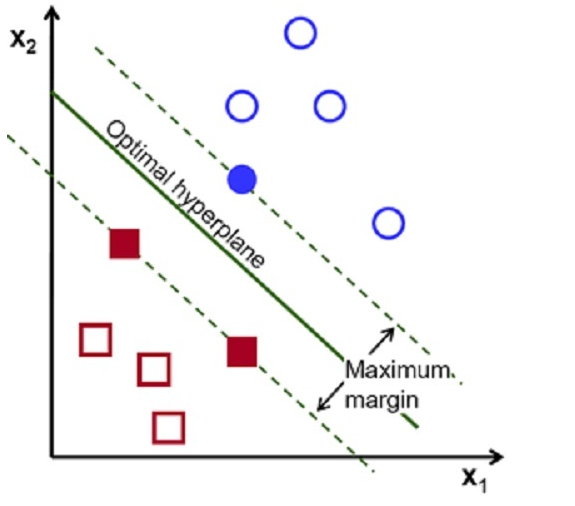 X2
Optimal hyperplane
Maximum
margin
X1